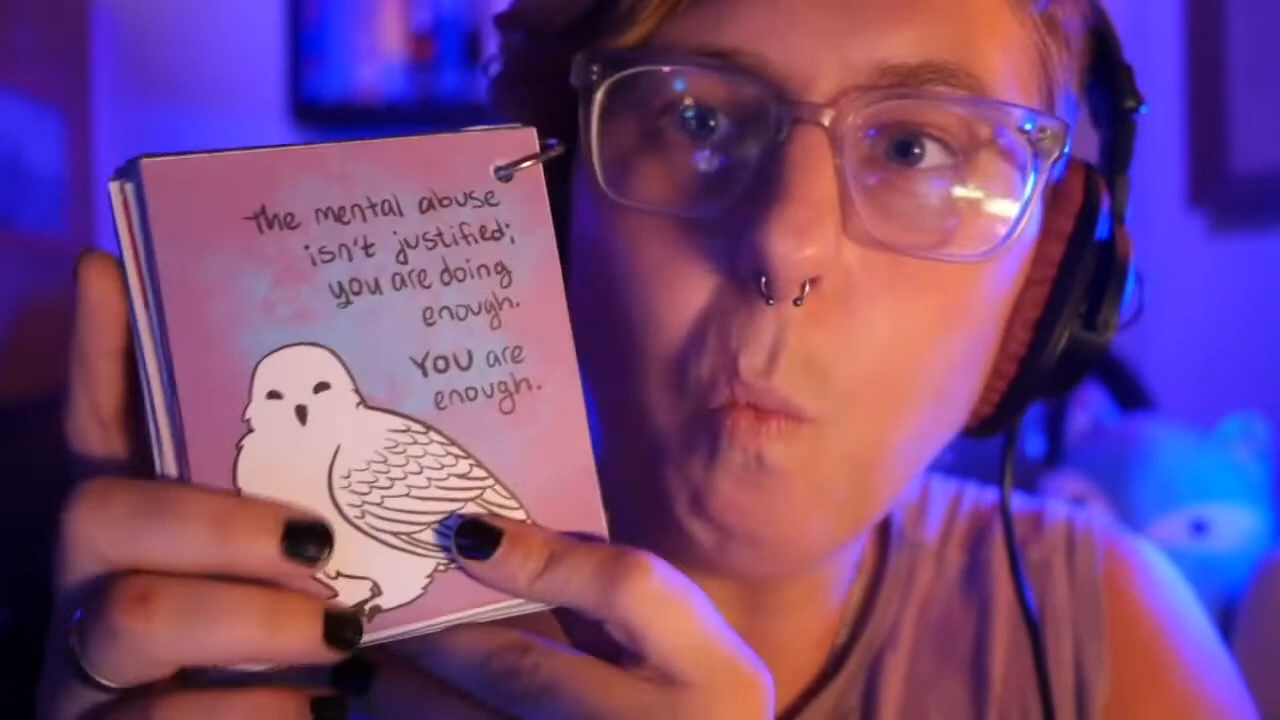 The mental abuse
isn't justified;
you are doing
enough.
YOU are
enough.